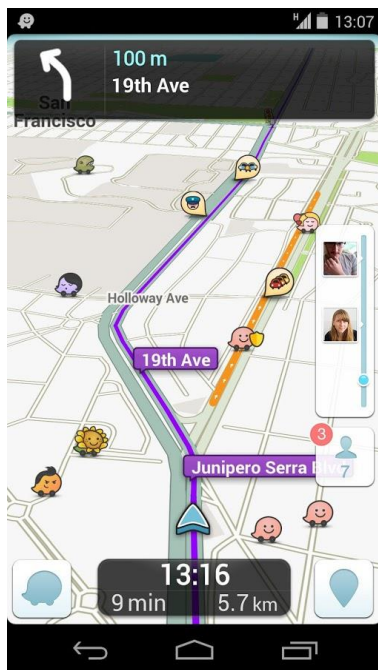 H
13:07
100 m
19th Ave
San
Francisco
Holloway Ave
19th Ave
3
7
Junipero Serra Blvd
13:16
9 min
5.7 km